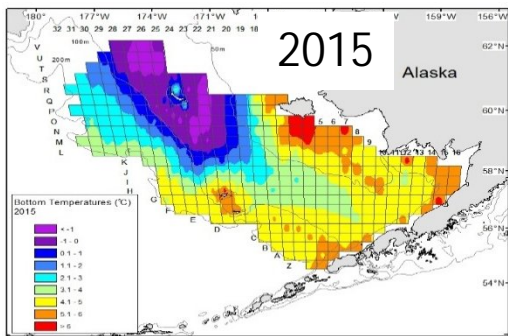 180° 177°W 174°W 171°W 159°W 156°W
2015
32 31 30 29 28 27 26 25 24 23 22 21 20 19 18
100m
50m
200m
V
U
T
S
R
Q
P
O
N
M
L
K
J
I
H
G
F
E
D
C
B
A
Z
Alaska
62°N
60°N
58°N
56°N
54°N
5 6 7
8
9
10 11 12 13 14 15 16
Bottom Temperatures (°C)
2015
< -1
-1 - 0
0.1 - 1
1.1 - 2
2.1 - 3
3.1 - 4
4.1 - 5
5.1 - 6
> 6